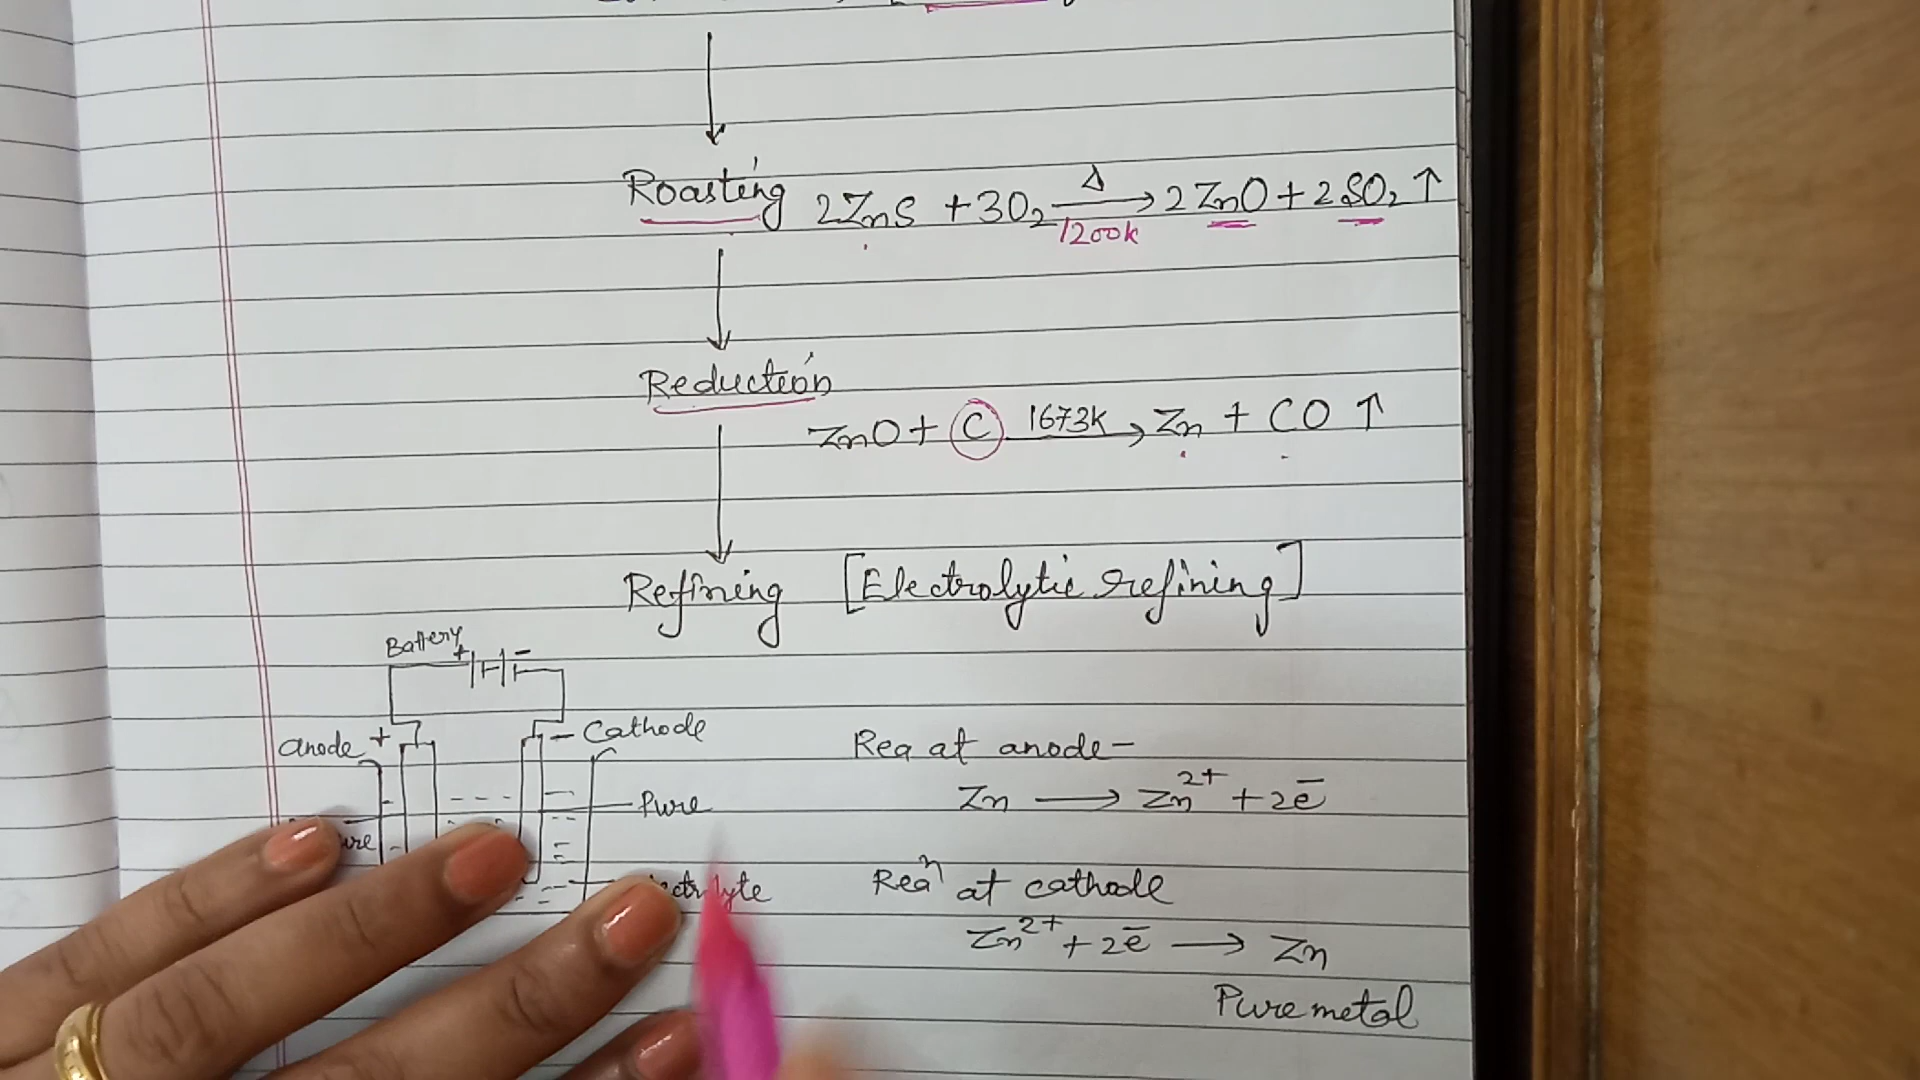 Roasting 2ZnS + 3O₂ —Δ→ 2ZnO + 2SO₂ ↑
1200k
Reduction
ZnO + C —1673K→ Zn + CO ↑
Refining [Electrolytic refining]
Battery
+ -
anode + - Cathode
Pure
Rea at anode -
Zn → Zn²⁺ + 2e̅
Reaⁿ at cathode
Zn²⁺ + 2e̅ → Zn
Pure metal